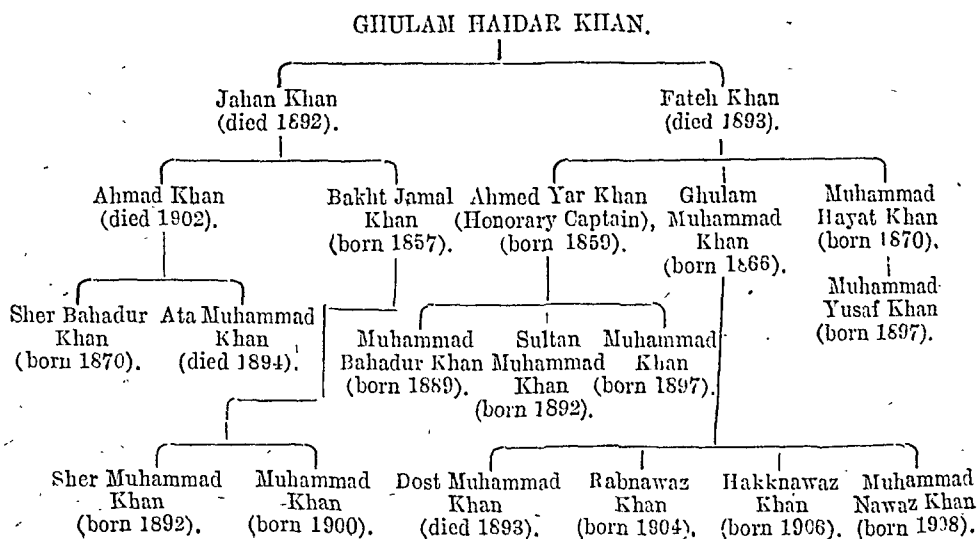 GHULAM HAIDAR KHAN.
Jahan Khan
(died 1892).
Fateh Khan
(died 1893).
Ahmad Khan
(died 1902).
Bakht Jamal
Khan
(born 1857).
Ahmed Yar Khan
(Honorary Captain),
(born 1859).
Ghulam
Muhammad
Khan
(born 1866).
Muhammad
Hayat Khan
(born 1870).
Muhammad
Yusaf Khan
(born 1897).
Sher Bahadur
Khan
(born 1870).
Ata Muhammad
Khan
(died 1894).
Muhammad
Bahadur Khan
(born 1889).
Sultan
Muhammad
Khan
(born 1892).
Muhammad
Khan
(born 1897).
Sher Muhammad
Khan
(born 1892).
Muhammad
Khan
(born 1900).
Dost Muhammad
Khan
(died 1893).
Rabnawaz
Khan
(born 1904).
Hakknawaz
Khan
(born 1906).
Muhammad
Nawaz Khan
(born 1908).